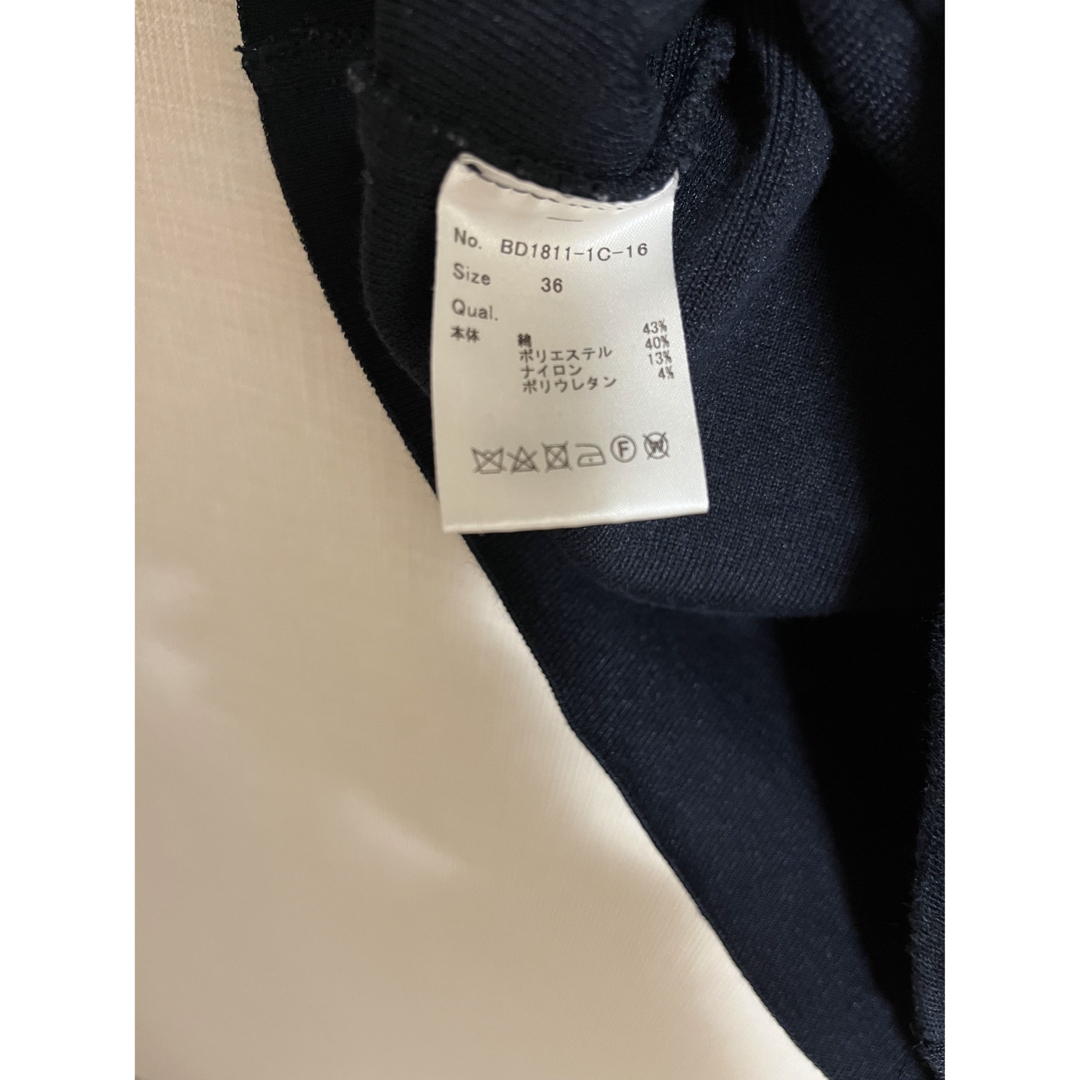 No. BD1811-1C-16
Size 36
Qual.
本体 綿 43%
ポリエステル 40%
ナイロン 13%
ポリウレタン 4%
F W